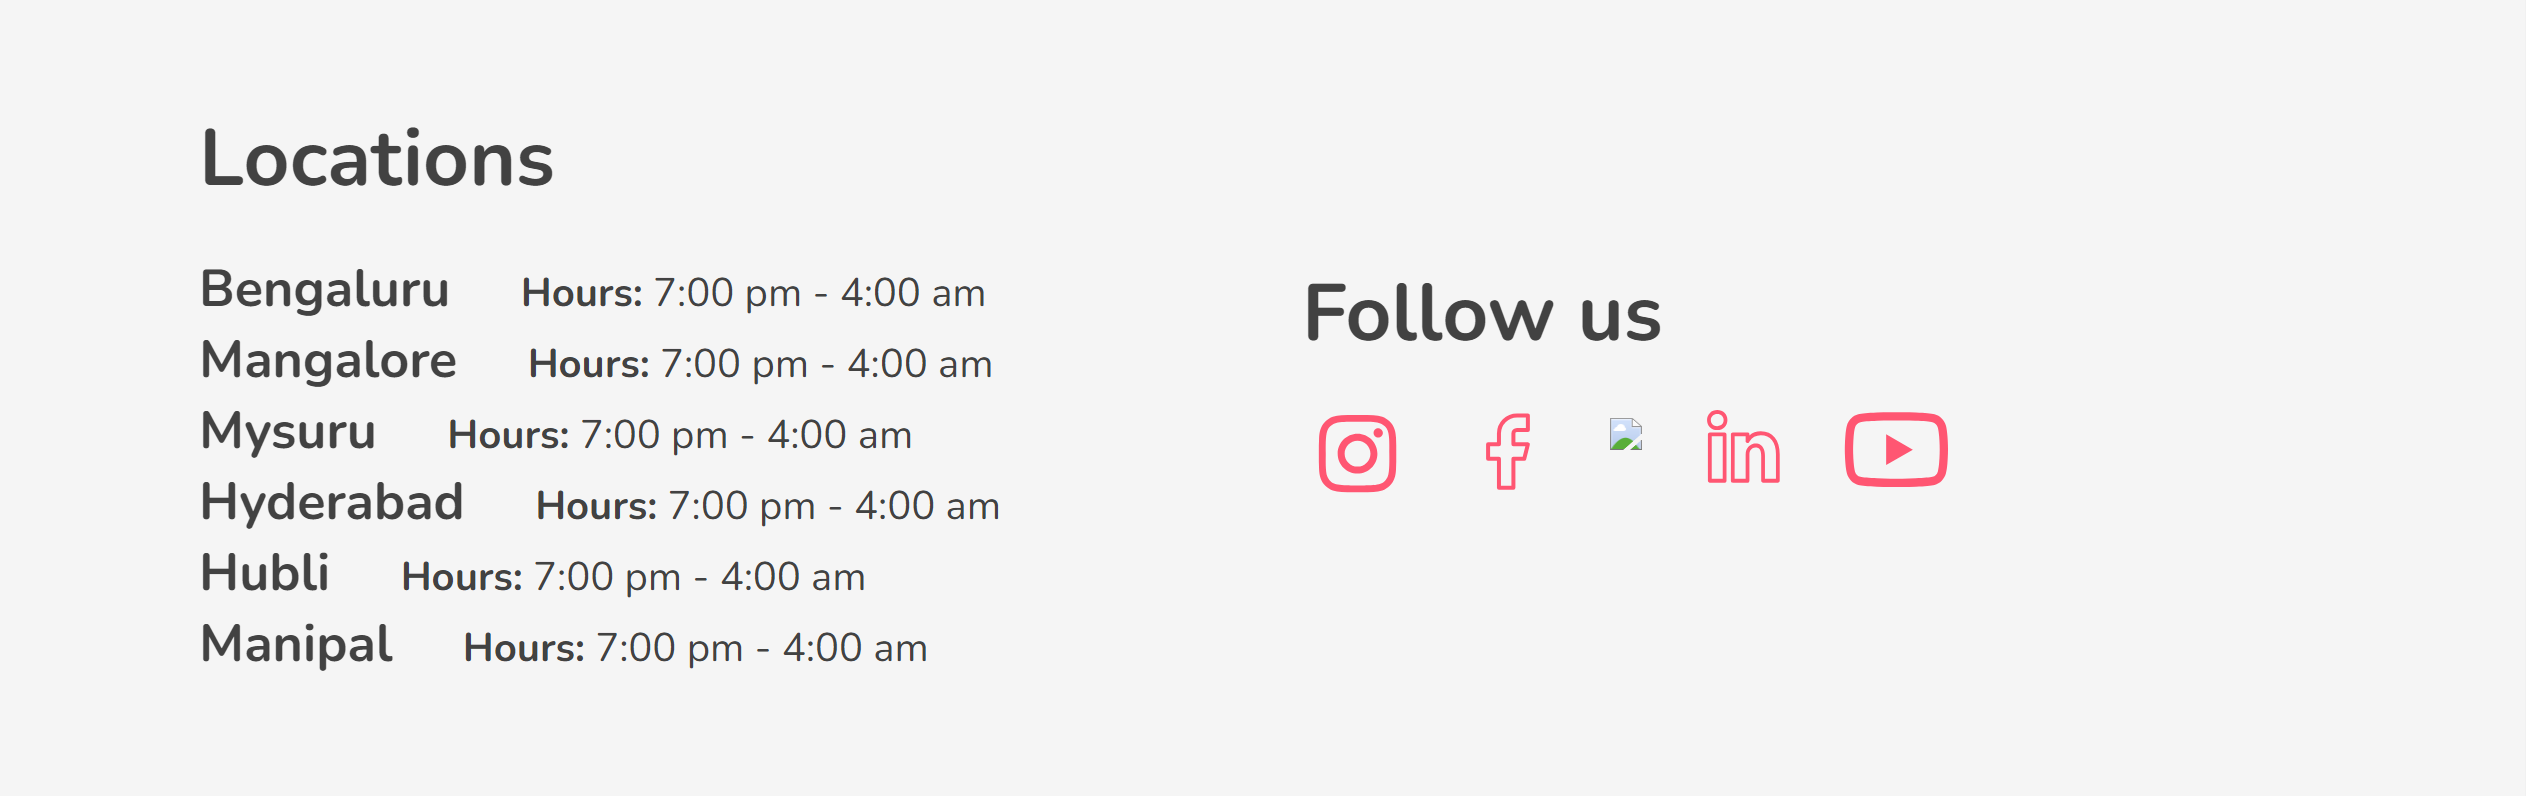 Locations
Bengaluru Hours: 7:00 pm - 4:00 am
Mangalore Hours: 7:00 pm - 4:00 am
Mysuru Hours: 7:00 pm - 4:00 am
Hyderabad Hours: 7:00 pm - 4:00 am
Hubli Hours: 7:00 pm - 4:00 am
Manipal Hours: 7:00 pm - 4:00 am
Follow us